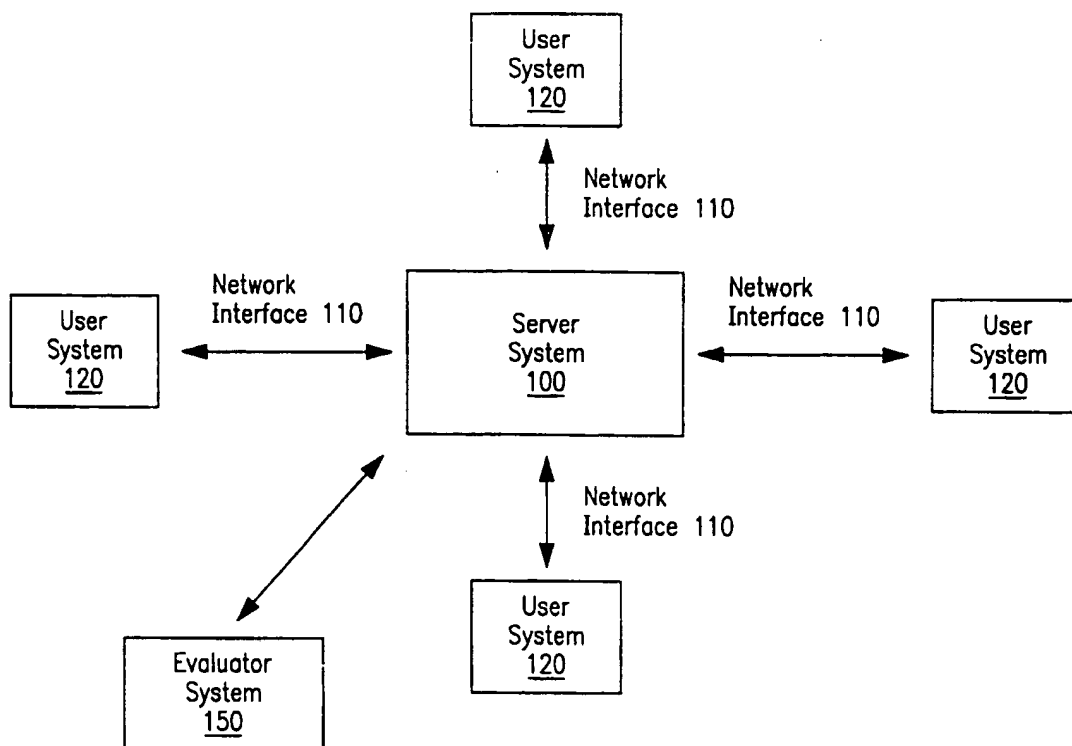 User
System
120
Network
Interface 110
Network
Interface 110
Network
Interface 110
User
System
120
Server
System
100
User
System
120
Network
Interface 110
User
System
120
Evaluator
System
150